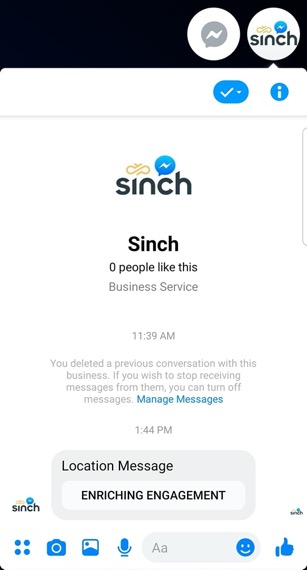 sinch
sinch
Sinch
0 people like this
Business Service
11:39 AM
You deleted a previous conversation with this
business. If you wish to stop receiving
messages from them, you can turn off
messages. Manage Messages
1:44 PM
Location Message
ENRICHING ENGAGEMENT
sinch
sinch
Aa